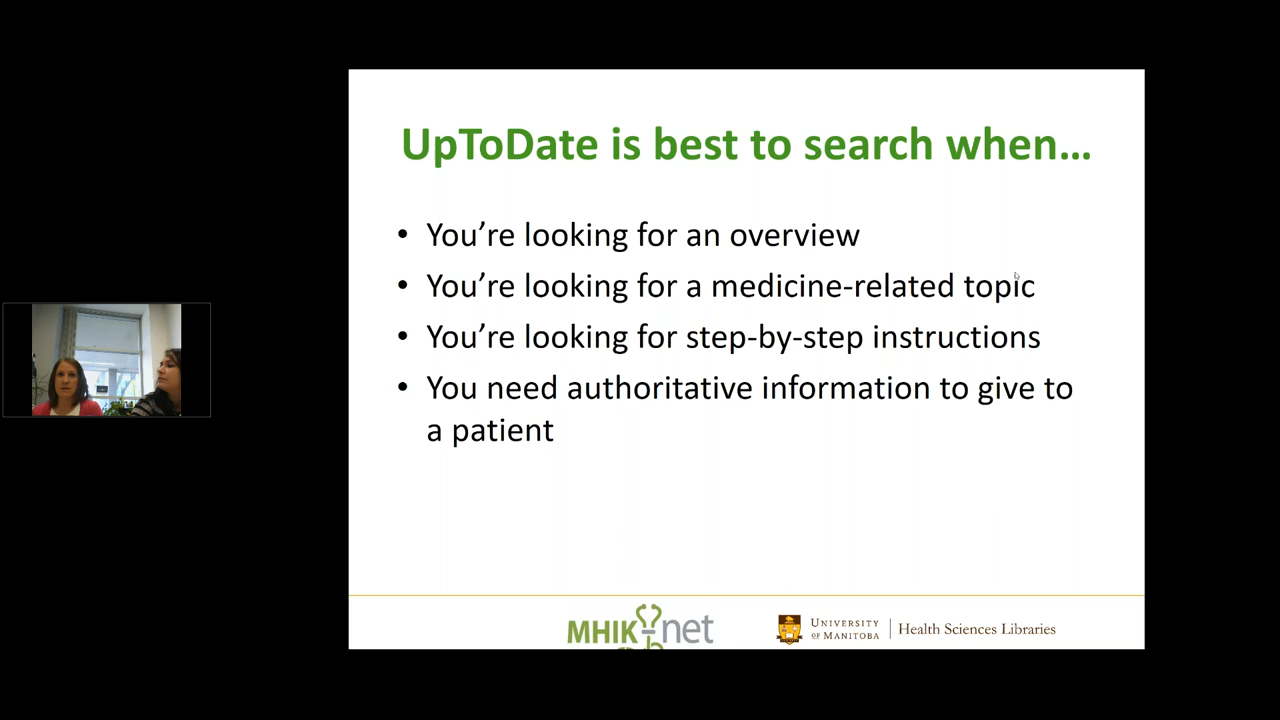 UpToDate is best to search when...
• You're looking for an overview
• You're looking for a medicine-related topic
• You're looking for step-by-step instructions
• You need authoritative information to give to
a patient
MHIK-net
UNIVERSITY
OF MANITOBA
Health Sciences Libraries